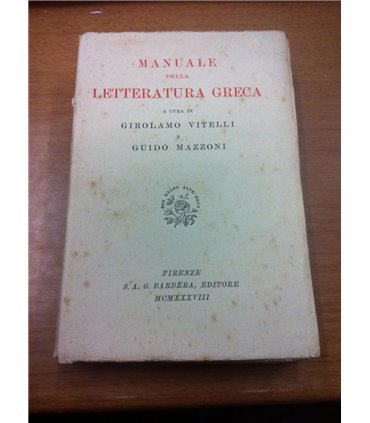 MANUALE
DELLA
LETTERATURA GRECA
A CURA DI
GIROLAMO VITELLI
E
GUIDO MAZZONI
FIRENZE
S. A. G. BARBÈRA, EDITORE
MCMXXXVIII